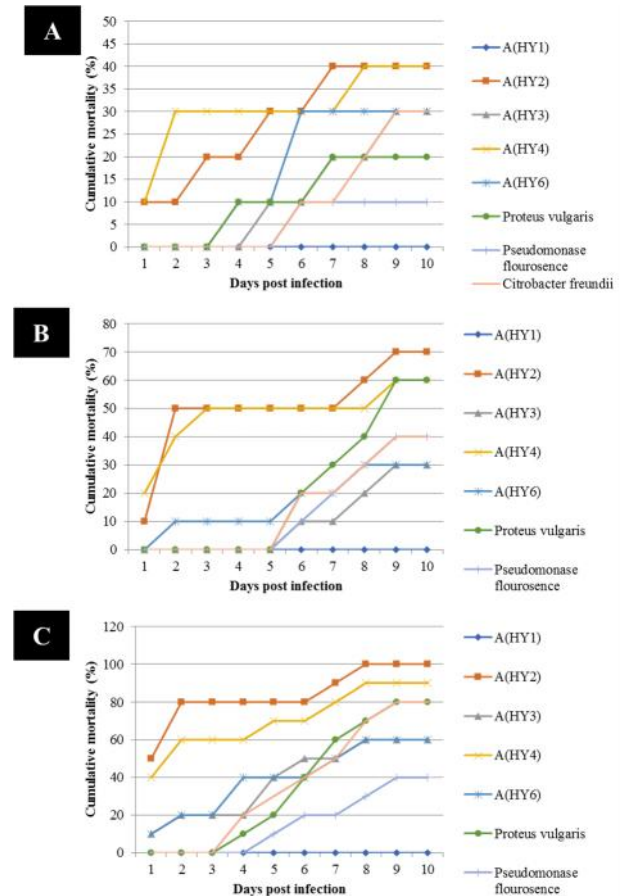 A
50
45
40
35
30
25
20
15
10
5
0
Cumulative mortality (%)
1 2 3 4 5 6 7 8 9 10
Days post infection
A(HY1)
A(HY2)
A(HY3)
A(HY4)
A(HY6)
Proteus vulgaris
Pseudomonase
flourosence
Citrobacter freundii
B
80
70
60
50
40
30
20
10
0
Cumulative mortality (%)
1 2 3 4 5 6 7 8 9 10
Days post infection
A(HY1)
A(HY2)
A(HY3)
A(HY4)
A(HY6)
Proteus vulgaris
Pseudomonase
flourosence
C
120
100
80
60
40
20
0
Cumulative mortality (%)
1 2 3 4 5 6 7 8 9 10
Days post infection
A(HY1)
A(HY2)
A(HY3)
A(HY4)
A(HY6)
Proteus vulgaris
Pseudomonase
flourosence